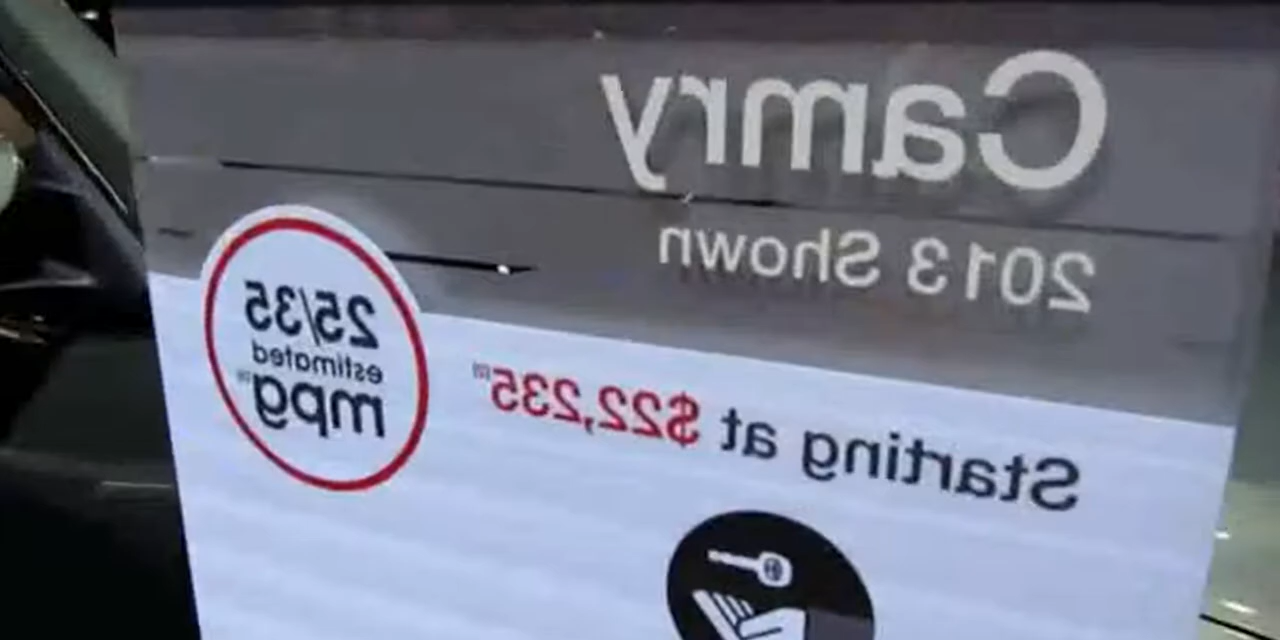 Camry
2013 Shown
Starting at $22,235
25/35
estimated
mpg